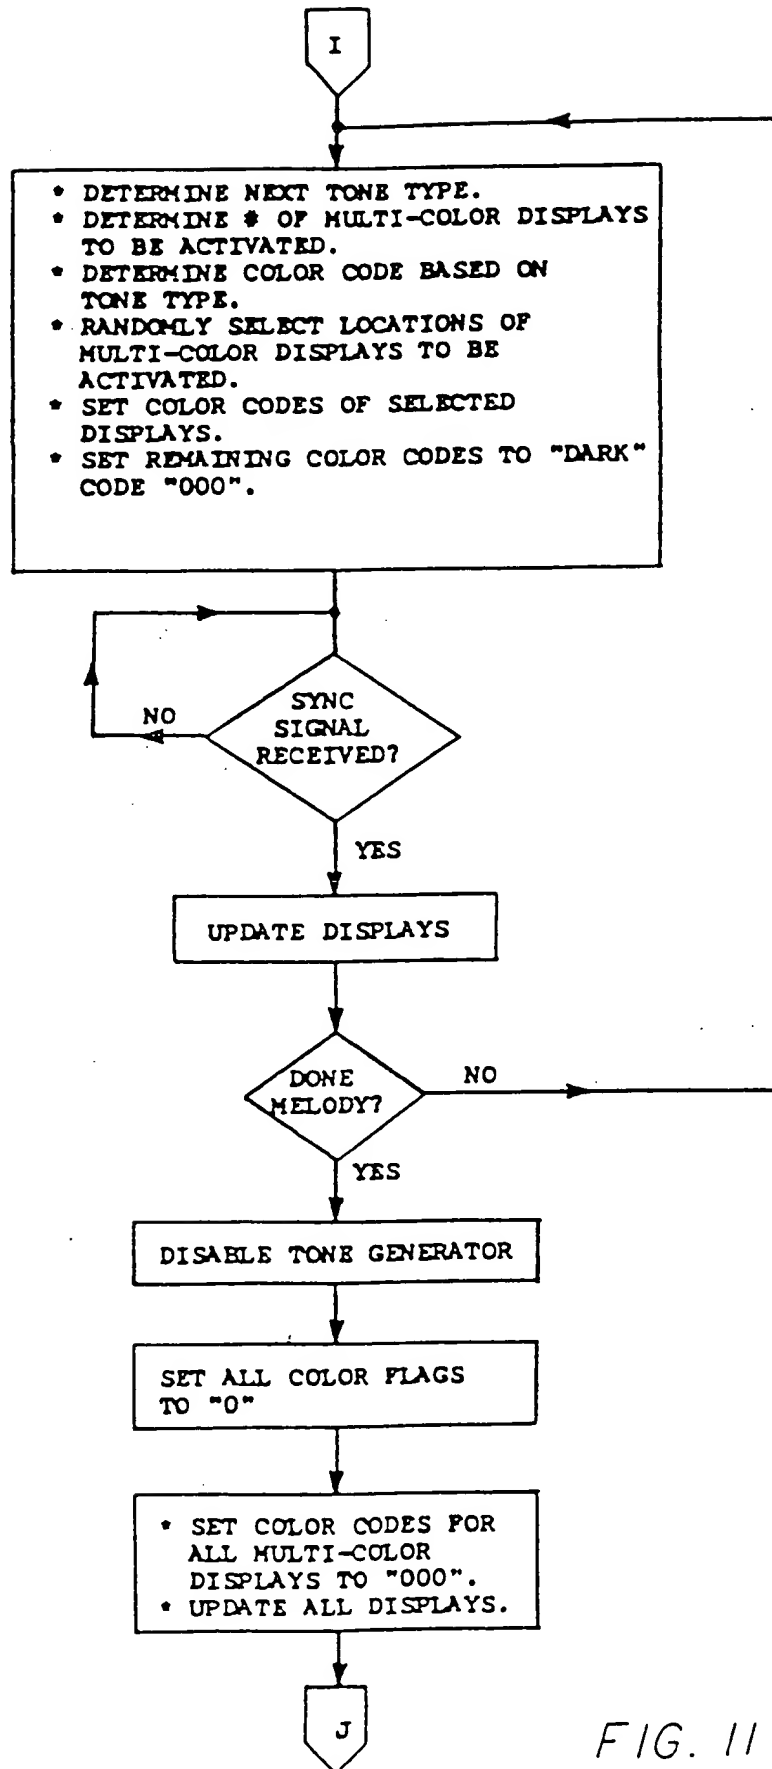 I
* DETERMINE NEXT TONE TYPE.
* DETERMINE # OF MULTI-COLOR DISPLAYS
TO BE ACTIVATED.
* DETERMINE COLOR CODE BASED ON
TONE TYPE.
* RANDOMLY SELECT LOCATIONS OF
MULTI-COLOR DISPLAYS TO BE
ACTIVATED.
* SET COLOR CODES OF SELECTED
DISPLAYS.
* SET REMAINING COLOR CODES TO "DARK"
CODE "000".
SYNC
SIGNAL
RECEIVED?
NO
YES
UPDATE DISPLAYS
DONE
MELODY?
NO
YES
DISABLE TONE GENERATOR
SET ALL COLOR FLAGS
TO "0"
* SET COLOR CODES FOR
ALL MULTI-COLOR
DISPLAYS TO "000".
* UPDATE ALL DISPLAYS.
J
FIG. 11